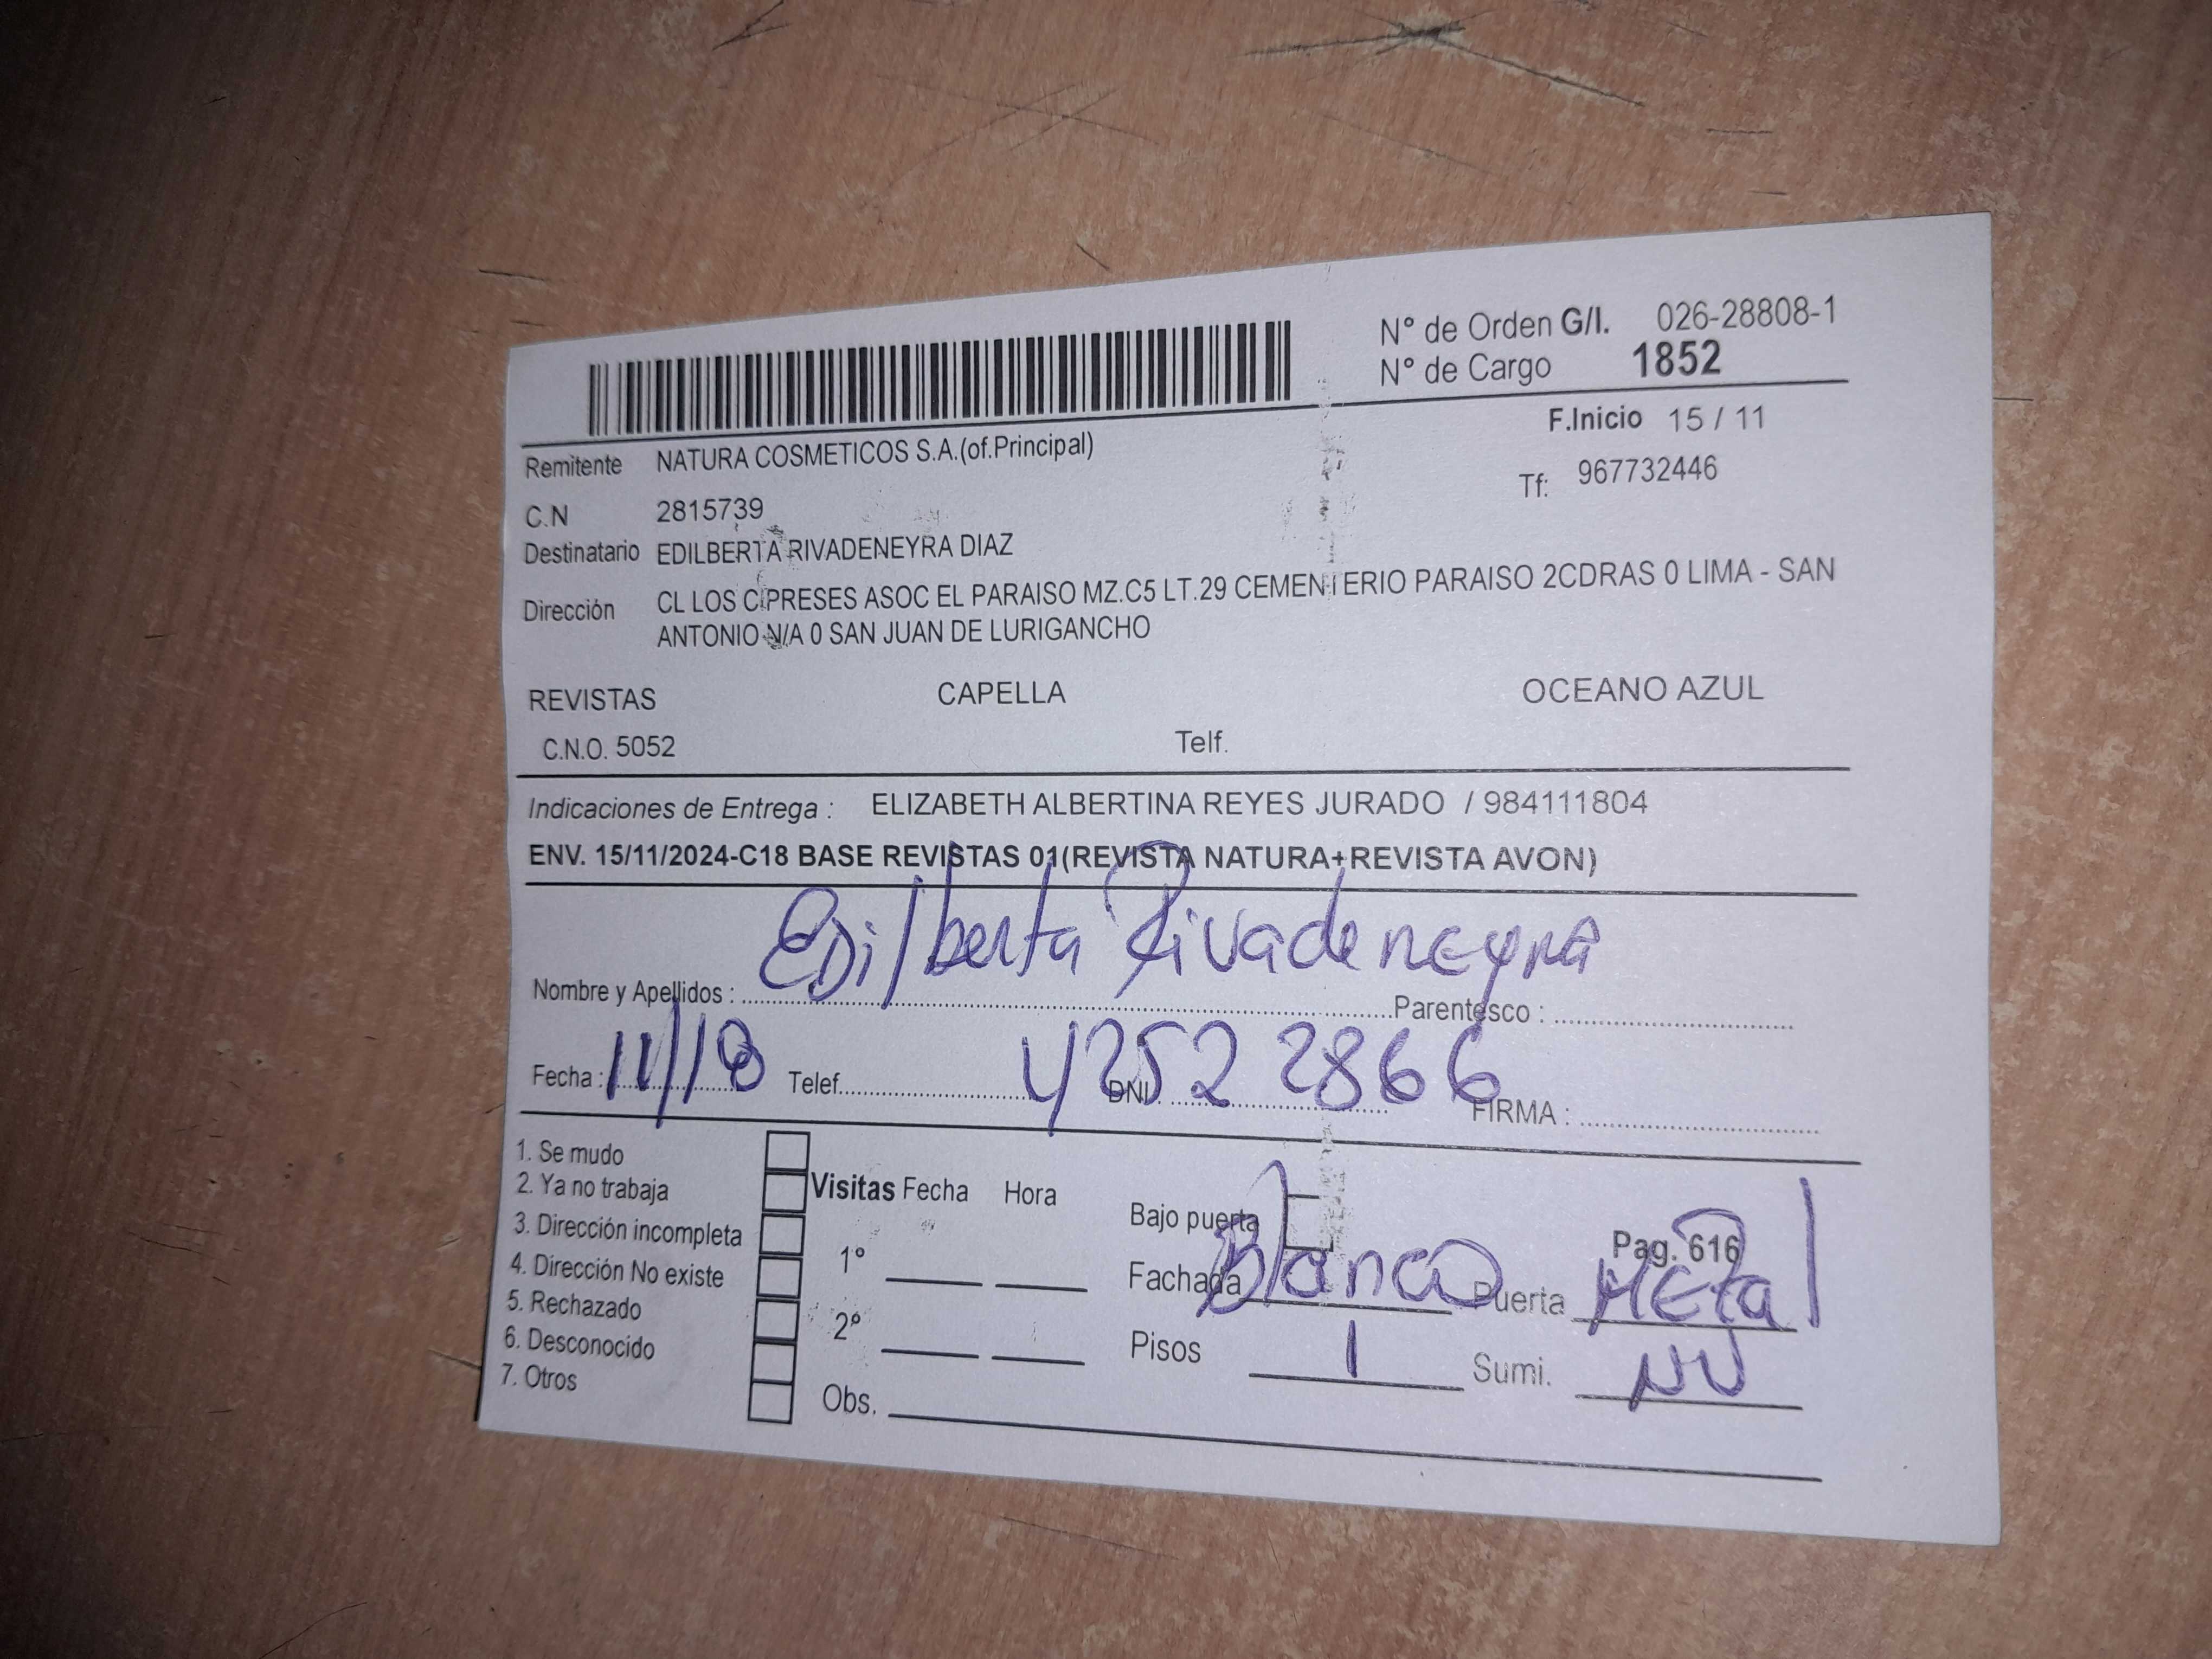 N° de Orden G/I. 026-28808-1
N° de Cargo 1852
F.Inicio 15 / 11
Remitente NATURA COSMETICOS S.A.(of.Principal)
Tf: 967732446
C.N 2815739
Destinatario EDILBERTA RIVADENEYRA DIAZ
Dirección CL LOS CIPRESES ASOC EL PARAISO MZ.C5 LT.29 CEMENTERIO PARAISO 2CDRAS 0 LIMA - SAN
ANTONIO N/A 0 SAN JUAN DE LURIGANCHO
REVISTAS CAPELLA OCEANO AZUL
C.N.O. 5052 Telf.
Indicaciones de Entrega : ELIZABETH ALBERTINA REYES JURADO / 984111804
ENV. 15/11/2024-C18 BASE REVISTAS 01(REVISTA NATURA+REVISTA AVON)
Edilberta Rivadeneyra
Nombre y Apellidos : Parentesco :
Fecha : Telef. DNI. 42522866 FIRMA :
1. Se mudo
2. Ya no trabaja
3. Dirección incompleta
4. Dirección No existe
5. Rechazado
6. Desconocido
7. Otros
Visitas Fecha Hora
1°
2°
Obs.
Bajo puerta
Pag. 616
Fachada Blanco Puerta Metal
Pisos 1 Sumi.